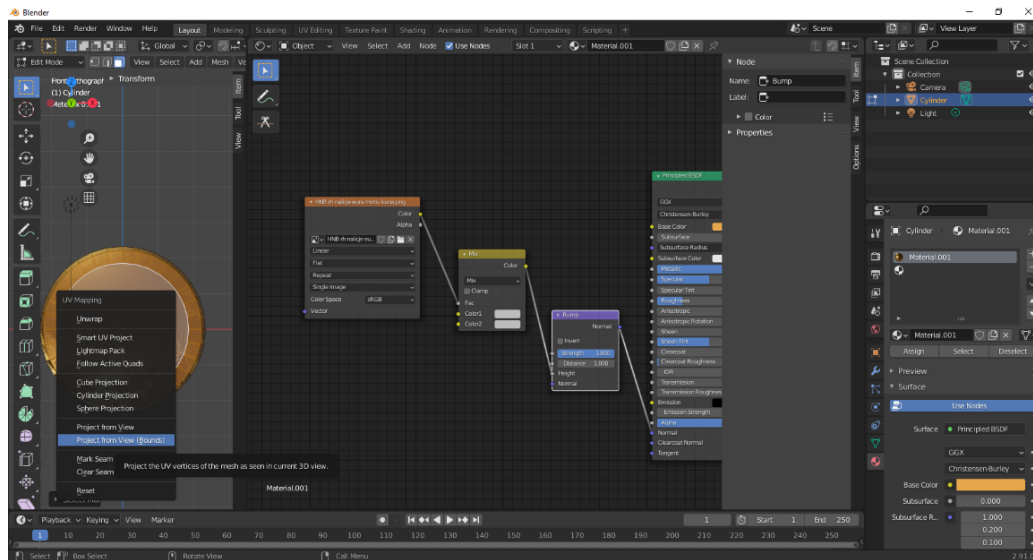 Blender
File Edit Render Window Help Layout Modeling Sculpting UV Editing Texture Paint Shading Animation Rendering Compositing Scripting + Scene View Layer
Global Object View Select Add Node Use Nodes Slot 1 Material.001
Edit Mode View Select Add Mesh Ve
(1) Cylinder
Transform
Item
Tool
View
UV Mapping
Unwrap
Smart UV Project
Lightmap Pack
Follow Active Quads
Cube Projection
Cylinder Projection
Sphere Projection
Project from View
Project from View (Bounds)
Mark Seam
Clear Seam
Reset
Project the UV vertices of the mesh as seen in current 3D view.
Color
Alpha
Linear
Flat
Repeat
Single Image
Color Space sRGB
Vector
Mix
Color
Mix
Clamp
Fac
Color1
Color2
Bump
Normal
Invert
Strength 1.000
Distance 1.000
Height
Normal
Principled BSDF
GGX
Christensen-Burley
Base Color
Subsurface
Subsurface Radius
Subsurface Color
Metallic
Specular
Specular Tint
Roughness
Anisotropic
Anisotropic Rotation
Sheen
Sheen Tint
Clearcoat
Clearcoat Roughness
IOR
Transmission
Transmission Roughness
Emission
Emission Strength
Alpha
Normal
Clearcoat Normal
Tangent
Material.001
Node
Name: Bump
Label:
Color
Properties
Item
Tool
View
Options
Scene Collection
Collection
Camera
Cylinder
Light
Cylinder Material.001
Material.001
Material.001
Assign Select Deselect
Preview
Surface
Use Nodes
Surface Principled BSDF
GGX
Christensen-Burley
Base Color
Subsurface 0.000
Subsurface R.. 1.000
0.200
0.100
Playback Keying View Marker 1 Start 1 End 250
1 10 20 30 40 50 60 70 80 90 100 110 120 130 140 150 160 170 180 190 200 210 220 230 240 250
Select Box Select Rotate View Call Menu 2.91.0